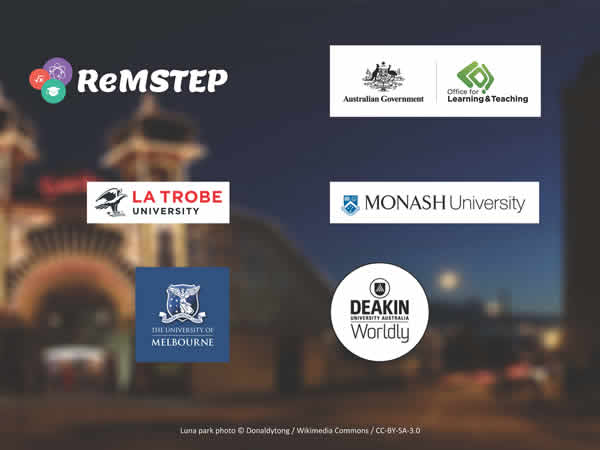 ReMSTEP
Australian Government
Office for
Learning & Teaching
LA TROBE
UNIVERSITY
MONASH University
THE UNIVERSITY OF
MELBOURNE
DEAKIN
UNIVERSITY AUSTRALIA
Worldly
Luna park photo © Donaldytong / Wikimedia Commons / CC-BY-SA-3.0